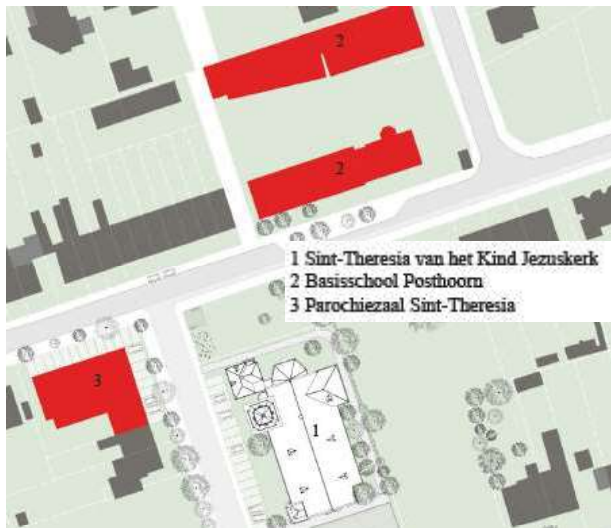 2
2
1 Sint-Theresia van het Kind Jezuskerk
2 Basisschool Posthoorn
3 Parochiezaal Sint-Theresia
3
1